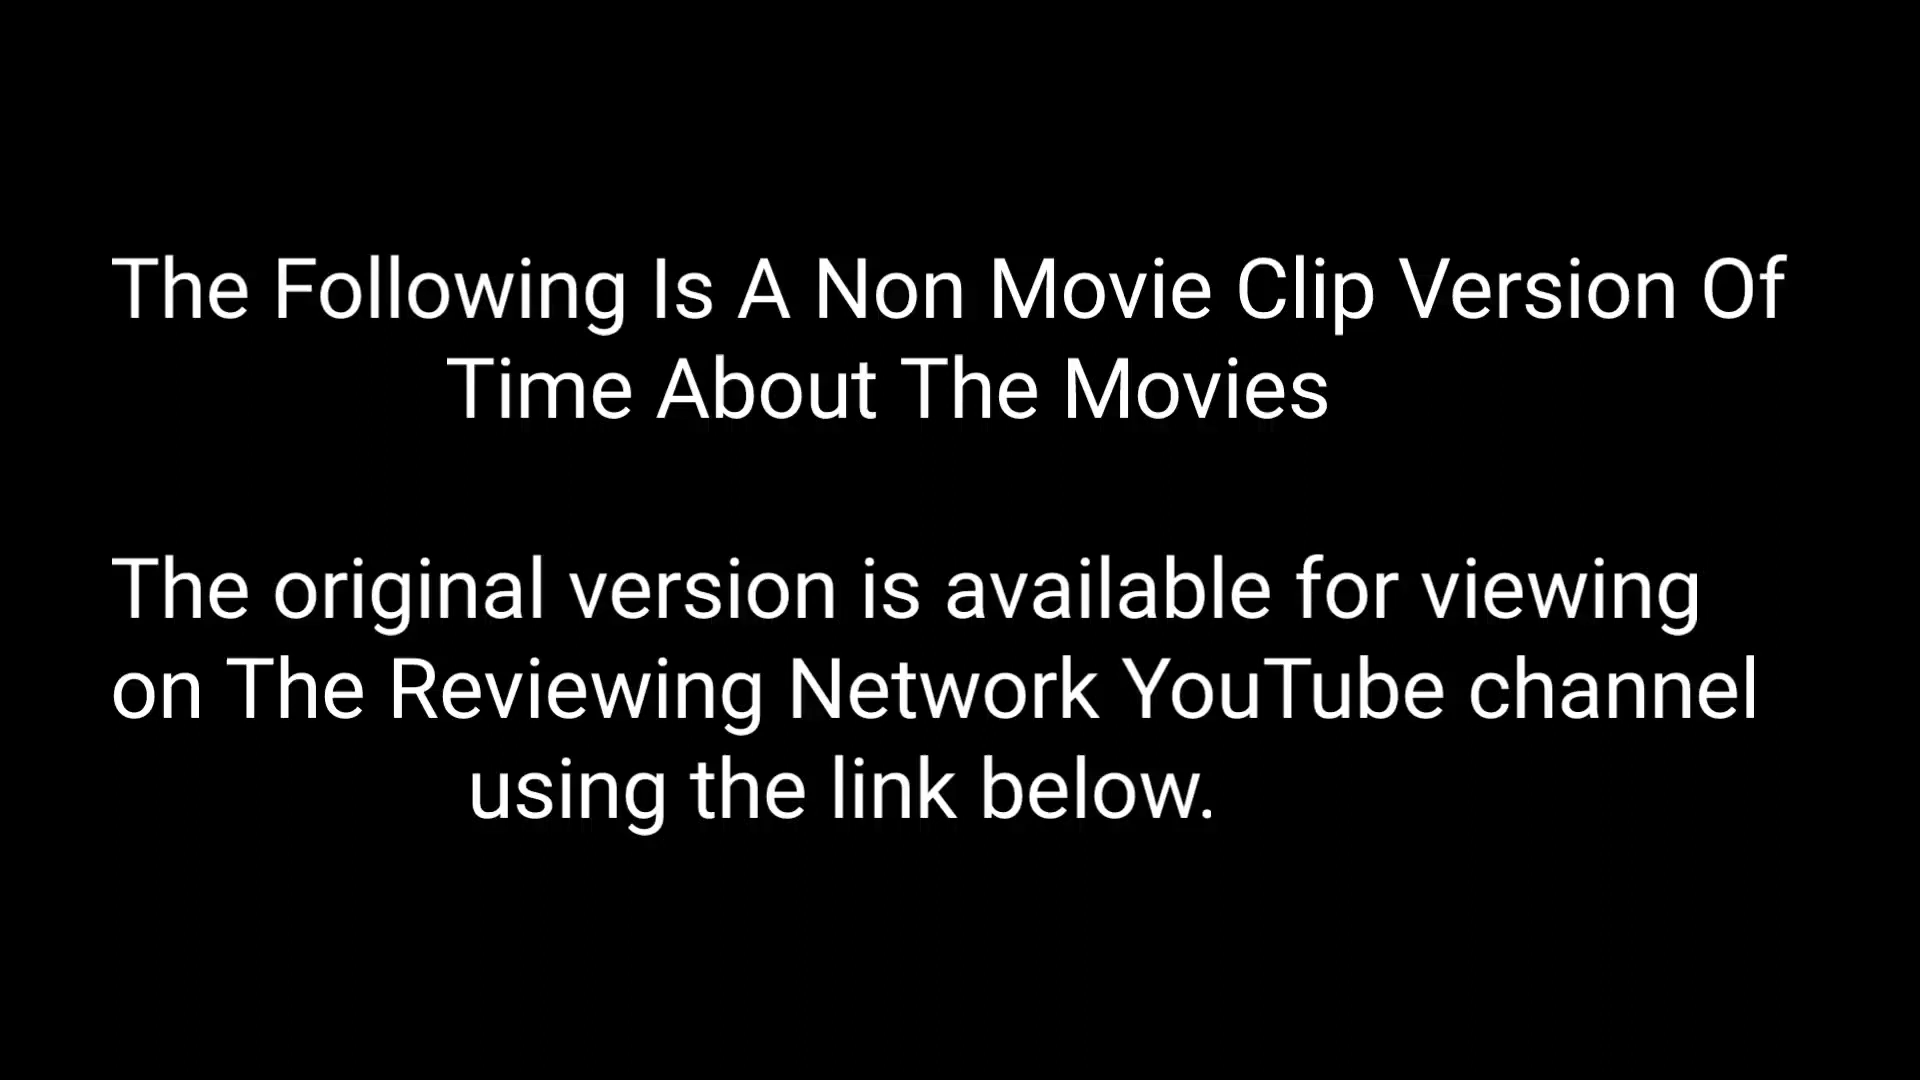 The Following Is A Non Movie Clip Version Of
Time About The Movies
The original version is available for viewing
on The Reviewing Network YouTube channel
using the link below.